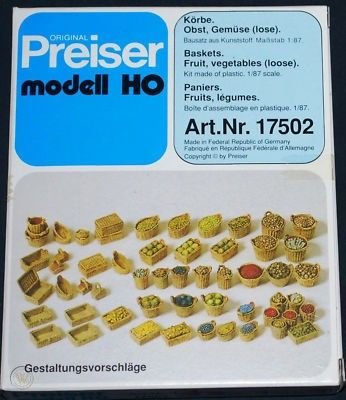 ORIGINAL
Preiser
modell HO
Körbe.
Obst, Gemüse (lose).
Bausatz aus Kunststoff. Maßstab 1:87.
Baskets.
Fruit, vegetables (loose).
Kit made of plastic. 1/87 scale.
Paniers.
Fruits, légumes.
Boîte d'assemblage en plastique. 1/87.
Art.Nr. 17502
Made in Federal Republic of Germany
Fabriqué en République Fédérale d'Allemagne
Copyright © by Preiser
Gestaltungsvorschläge